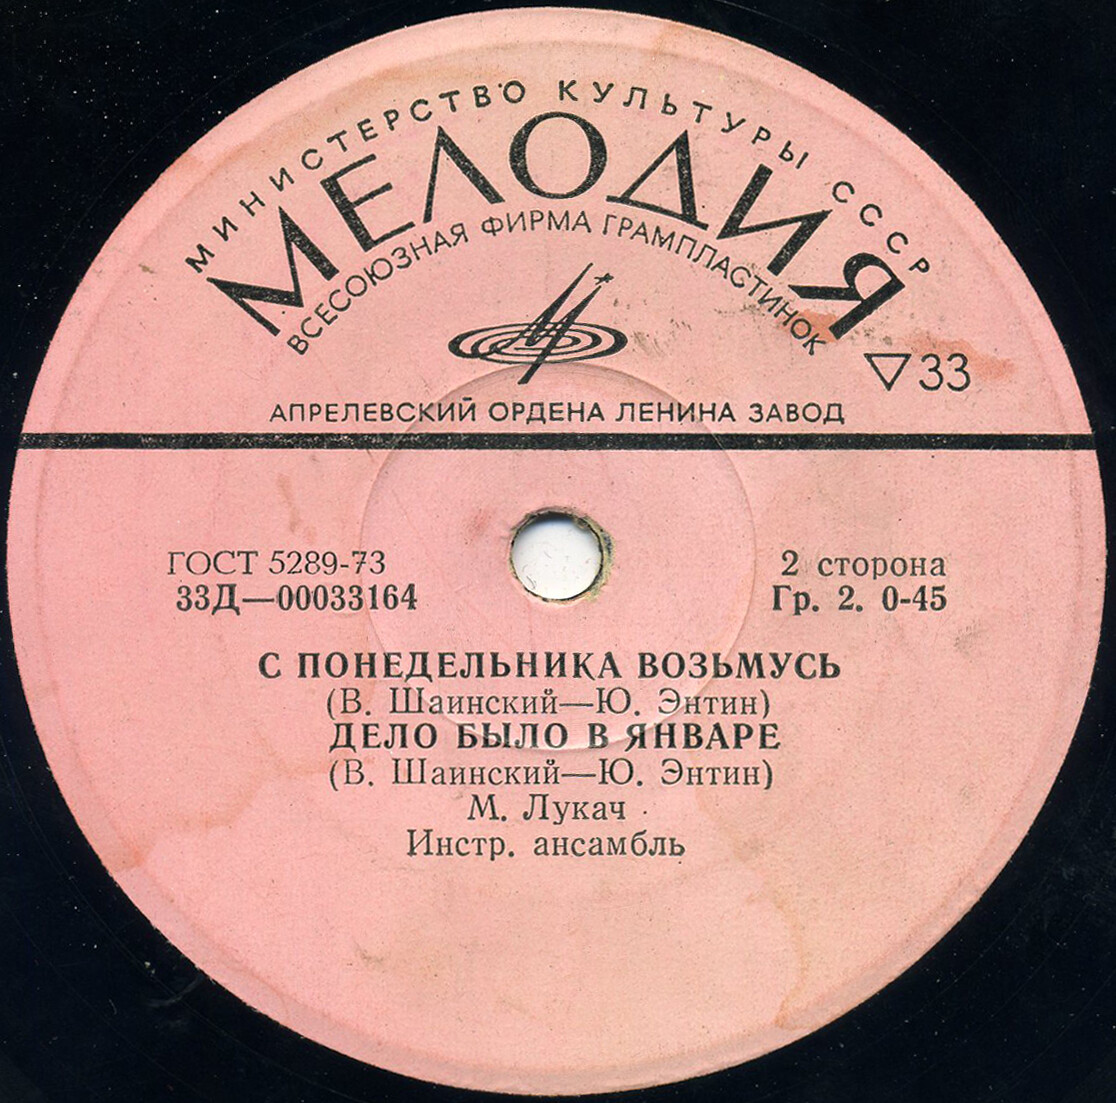 МИНИСТЕРСТВО КУЛЬТУРЫ СССР
МЕЛОДИЯ
ВСЕСОЮЗНАЯ ФИРМА ГРАМПЛАСТИНОК
33
АПРЕЛЕВСКИЙ ОРДЕНА ЛЕНИНА ЗАВОД
ГОСТ 5289-73
2 сторона
33Д—00033164
Гр. 2. 0-45
С ПОНЕДЕЛЬНИКА ВОЗЬМУСЬ
(В. Шаинский—Ю. Энтин)
ДЕЛО БЫЛО В ЯНВАРЕ
(В. Шаинский—Ю. Энтин)
М. Лукач
Инстр. ансамбль